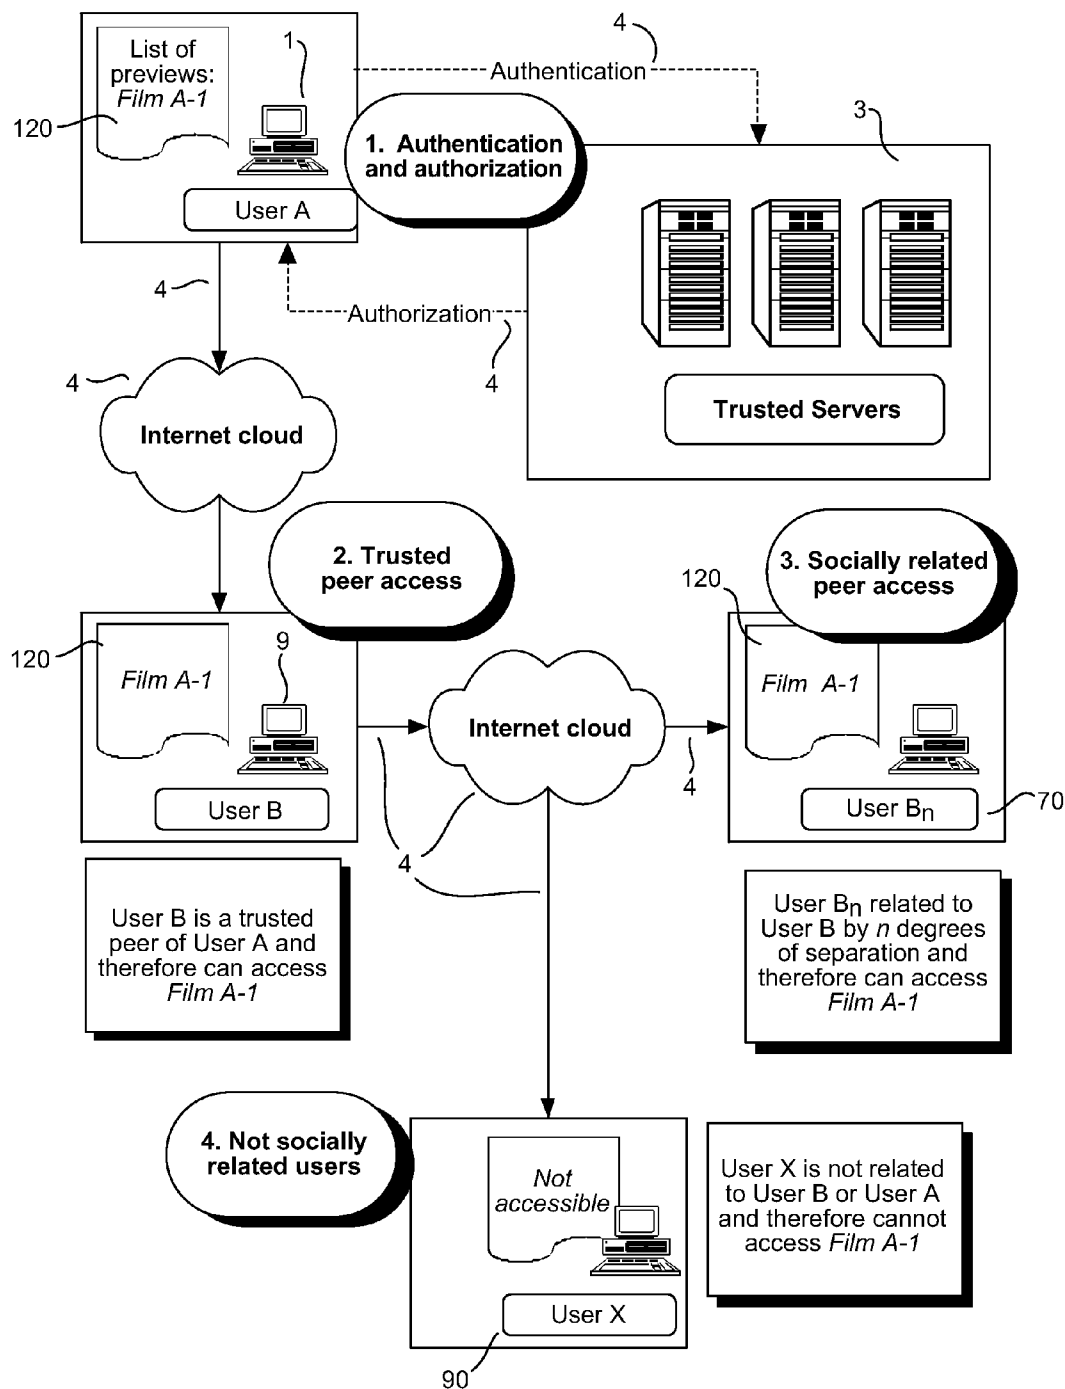 4
List of
previews:
Film A-1
1
120
Authentication
3
1. Authentication
and authorization
User A
4
Authorization
4
Trusted Servers
4
Internet cloud
2. Trusted
peer access
3. Socially related
peer access
120
120
9
Film A-1
Film A-1
Internet cloud
4
User B
User Bn
70
4
User B is a trusted
peer of User A and
therefore can access
Film A-1
User Bn related to
User B by n degrees
of separation and
therefore can access
Film A-1
4. Not socially
related users
Not
accessible
User X is not related
to User B or User A
and therefore cannot
access Film A-1
User X
90